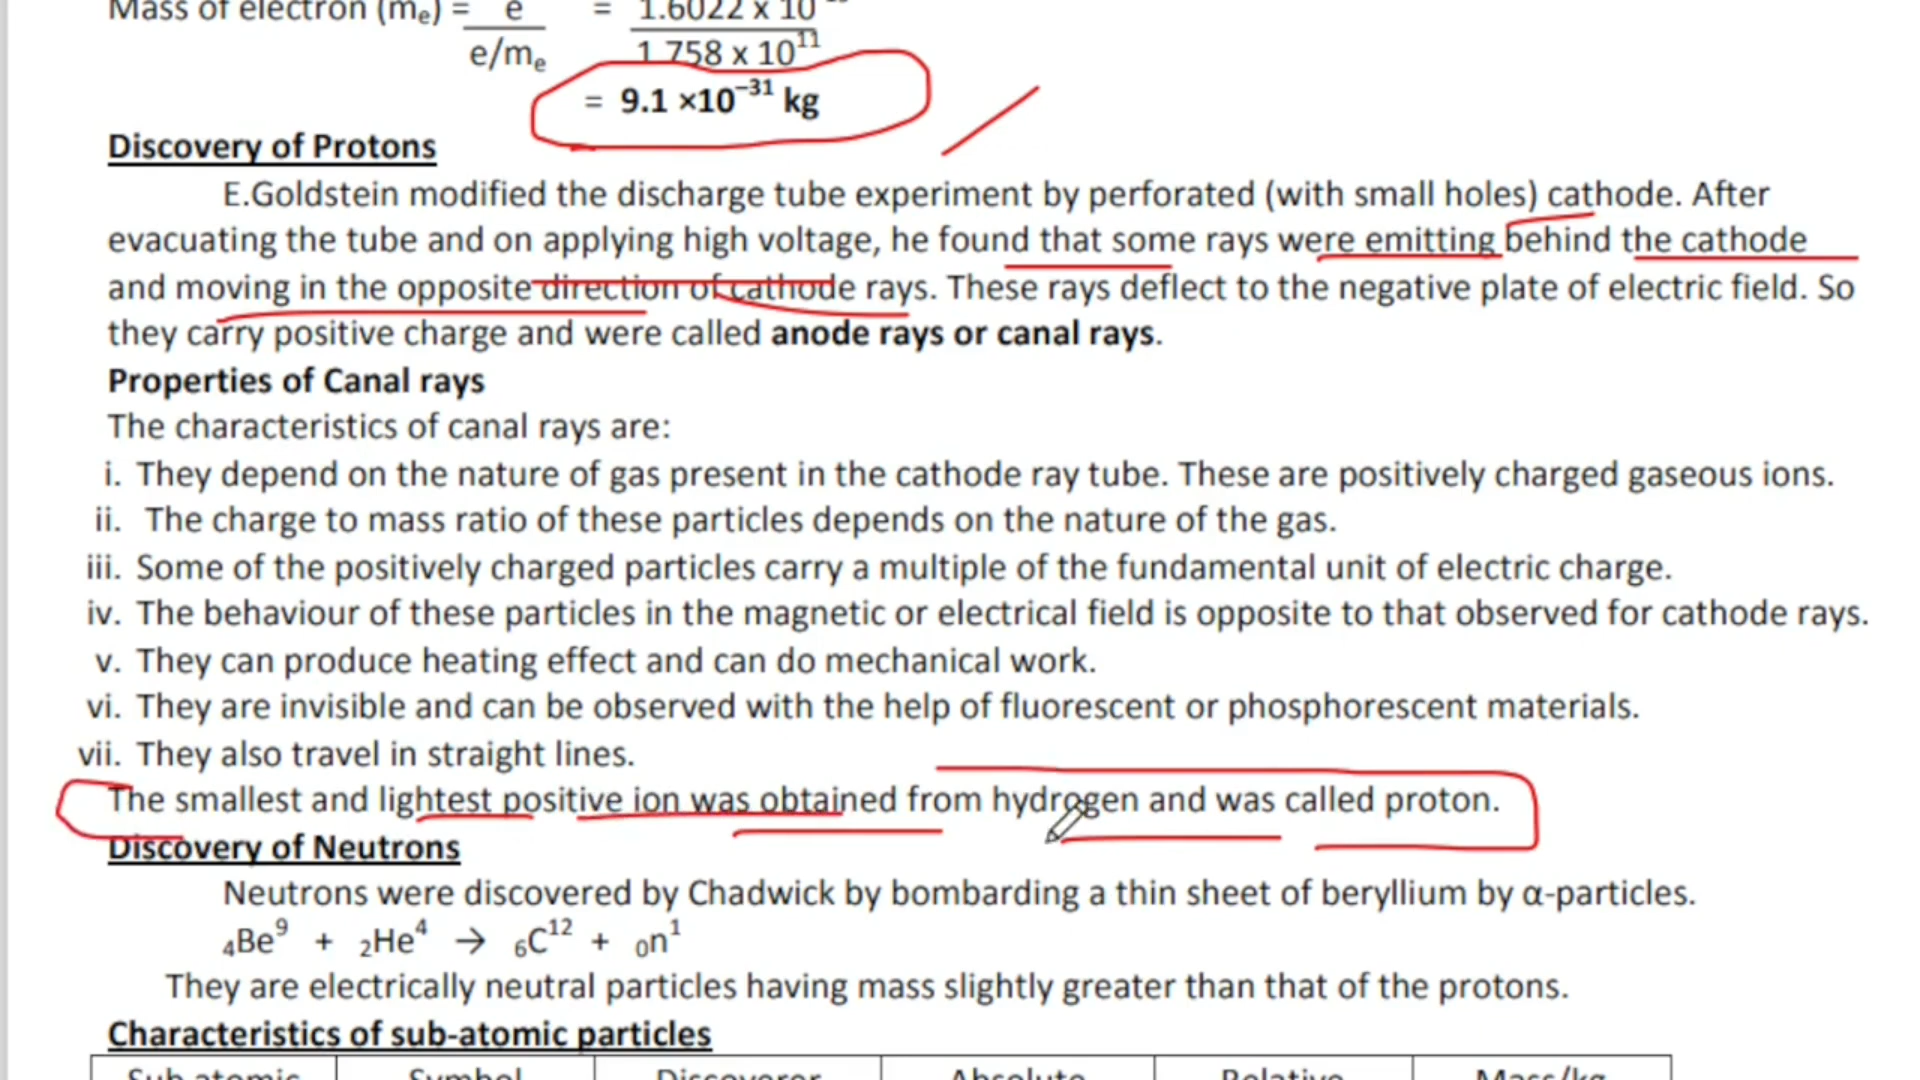 Mass of electron (mₑ) = e = 1.6022 x 10
e/mₑ 1.758 x 10¹¹
= 9.1 ×10⁻³¹ kg
Discovery of Protons
E.Goldstein modified the discharge tube experiment by perforated (with small holes) cathode. After
evacuating the tube and on applying high voltage, he found that some rays were emitting behind the cathode
and moving in the opposite direction of cathode rays. These rays deflect to the negative plate of electric field. So
they carry positive charge and were called anode rays or canal rays.
Properties of Canal rays
The characteristics of canal rays are:
i. They depend on the nature of gas present in the cathode ray tube. These are positively charged gaseous ions.
ii. The charge to mass ratio of these particles depends on the nature of the gas.
iii. Some of the positively charged particles carry a multiple of the fundamental unit of electric charge.
iv. The behaviour of these particles in the magnetic or electrical field is opposite to that observed for cathode rays.
v. They can produce heating effect and can do mechanical work.
vi. They are invisible and can be observed with the help of fluorescent or phosphorescent materials.
vii. They also travel in straight lines.
The smallest and lightest positive ion was obtained from hydrogen and was called proton.
Discovery of Neutrons
Neutrons were discovered by Chadwick by bombarding a thin sheet of beryllium by α-particles.
₄Be⁹ + ₂He⁴ → ₆C¹² + ₀n¹
They are electrically neutral particles having mass slightly greater than that of the protons.
Characteristics of sub-atomic particles
Sub atomic Symbol Discoverer Absolute Relative Mass/kg